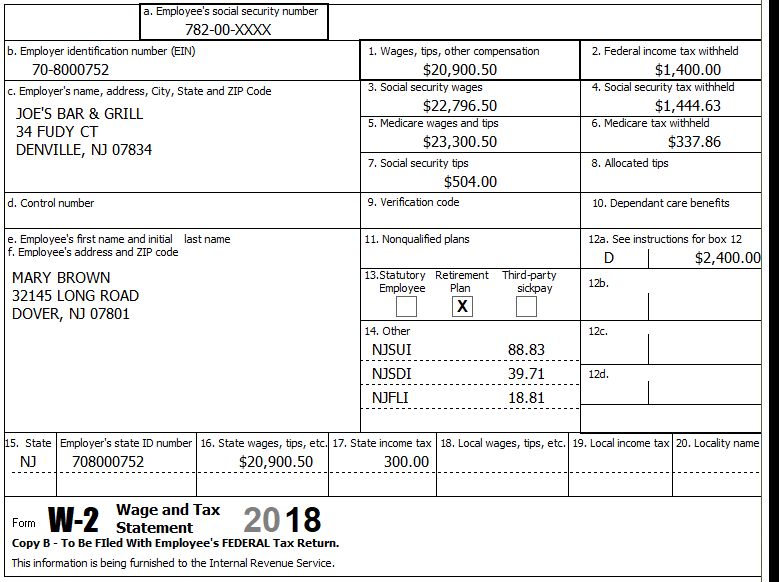 a. Employee's social security number
782-00-XXXX
b. Employer identification number (EIN)
70-8000752
1. Wages, tips, other compensation
$20,900.50
2. Federal income tax withheld
$1,400.00
c. Employer's name, address, City, State and ZIP Code
JOE'S BAR & GRILL
34 FUDY CT
DENVILLE, NJ 07834
3. Social security wages
$22,796.50
4. Social security tax withheld
$1,444.63
5. Medicare wages and tips
$23,300.50
6. Medicare tax withheld
$337.86
7. Social security tips
$504.00
8. Allocated tips
d. Control number
9. Verification code
10. Dependant care benefits
e. Employee's first name and initial last name
f. Employee's address and ZIP code
MARY BROWN
32145 LONG ROAD
DOVER, NJ 07801
11. Nonqualified plans
12a. See instructions for box 12
D $2,400.00
13.Statutory Employee
Retirement Plan
X
Third-party sickpay
12b.
14. Other
NJSUI 88.83
NJSDI 39.71
NJFLI 18.81
12c.
12d.
15. State Employer's state ID number 16. State wages, tips, etc. 17. State income tax 18. Local wages, tips, etc. 19. Local income tax 20. Locality name
NJ 708000752 $20,900.50 300.00
Form W-2 Wage and Tax Statement 2018
Copy B - To Be FIled With Employee's FEDERAL Tax Return.
This information is being furnished to the Internal Revenue Service.